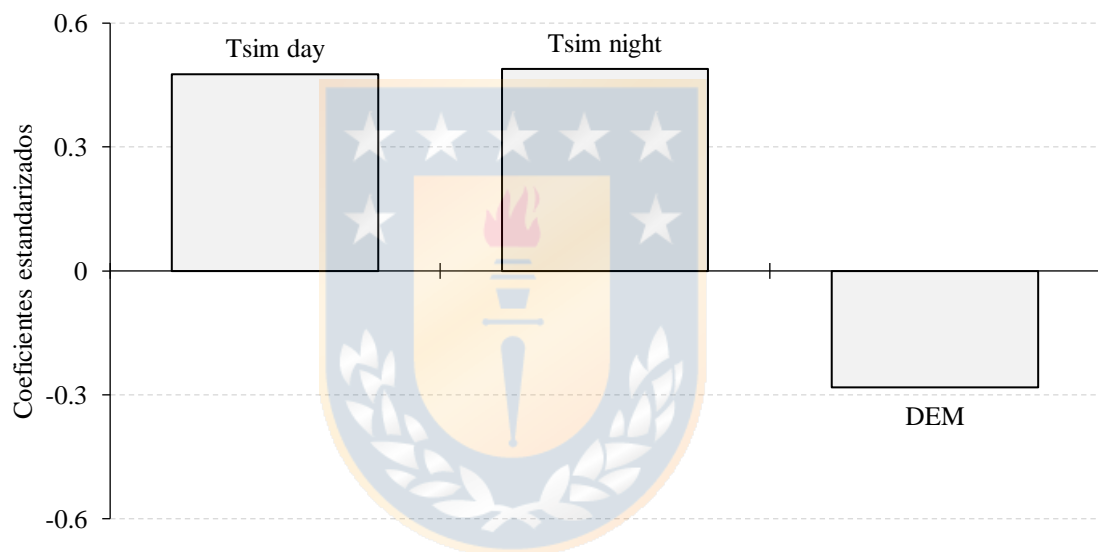 0.6
Tsim day
Tsim night
0.3
0
-0.3
DEM
-0.6
Coeficientes estandarizados